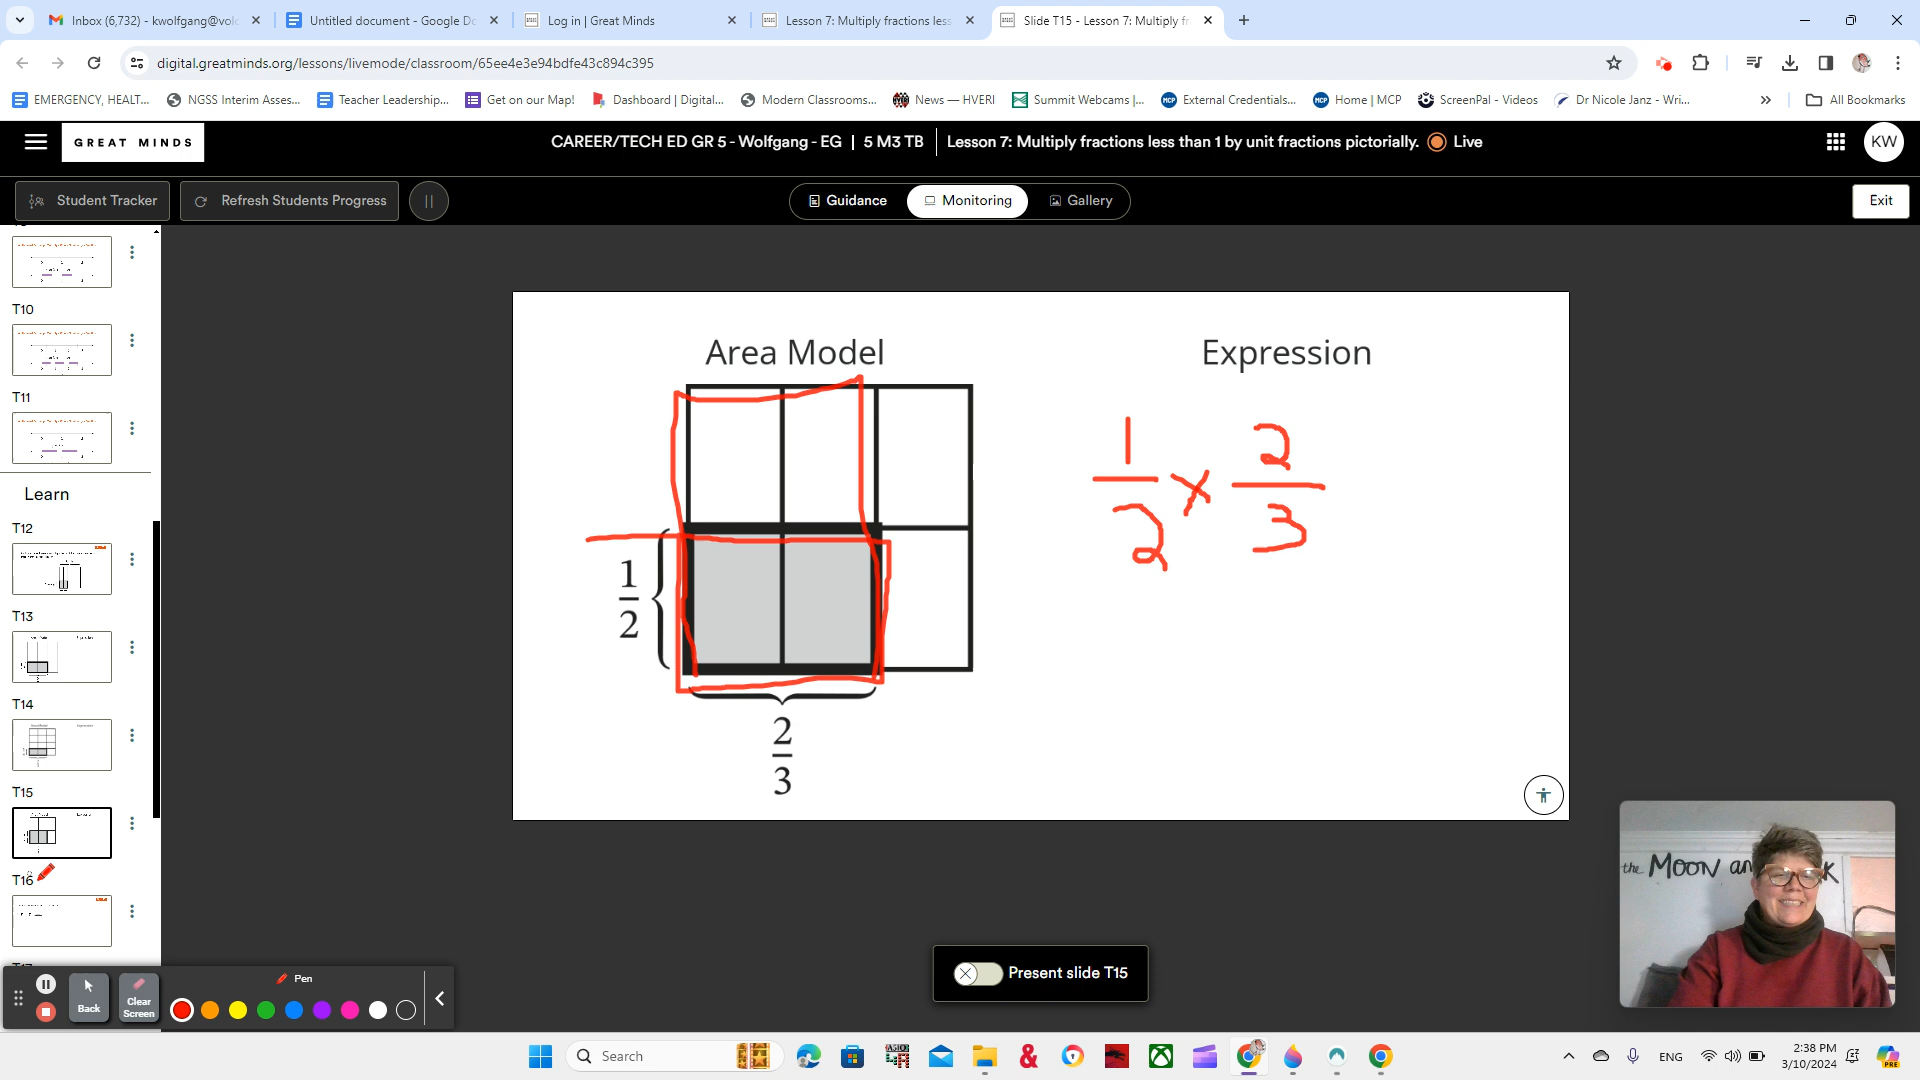 Inbox (6,732) - kwolfgang@vol
Untitled document - Google Do
Log in | Great Minds
Lesson 7: Multiply fractions less
Slide T15 - Lesson 7: Multiply fr
digital.greatminds.org/lessons/livemode/classroom/65ee4e3e94bdfe43c894c395
EMERGENCY, HEALT...
NGSS Interim Asses...
Teacher Leadership...
Get on our Map!
Dashboard | Digital...
Modern Classrooms...
News — HVERI
Summit Webcams |...
External Credentials...
Home | MCP
ScreenPal - Videos
Dr Nicole Janz - Wri...
All Bookmarks
GREAT MINDS
CAREER/TECH ED GR 5 - Wolfgang - EG | 5 M3 TB
Lesson 7: Multiply fractions less than 1 by unit fractions pictorially.
Live
KW
Student Tracker
Refresh Students Progress
Guidance
Monitoring
Gallery
Exit
T10
T11
Learn
T12
T13
T14
T15
T16
Area Model
Expression
1
2
2
3
1
2
x
2
3
the MOON an
K
Present slide T15
Pen
Back
Clear
Screen
Search
ENG
2:38 PM
3/10/2024